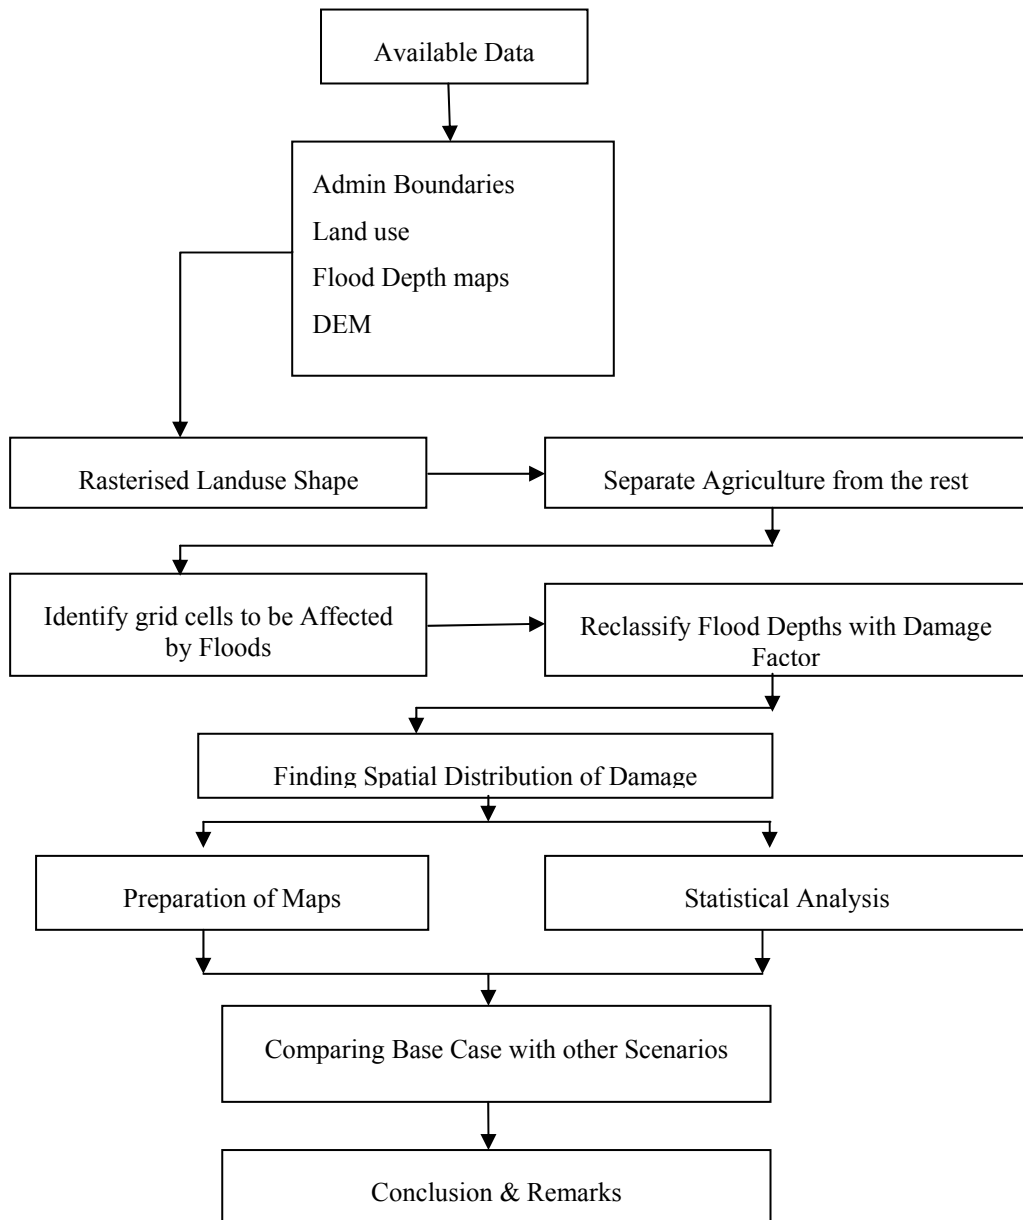 Available Data
Admin Boundaries
Land use
Flood Depth maps
DEM
Rasterised Landuse Shape
Separate Agriculture from the rest
Identify grid cells to be Affected
by Floods
Reclassify Flood Depths with Damage
Factor
Finding Spatial Distribution of Damage
Preparation of Maps
Statistical Analysis
Comparing Base Case with other Scenarios
Conclusion & Remarks